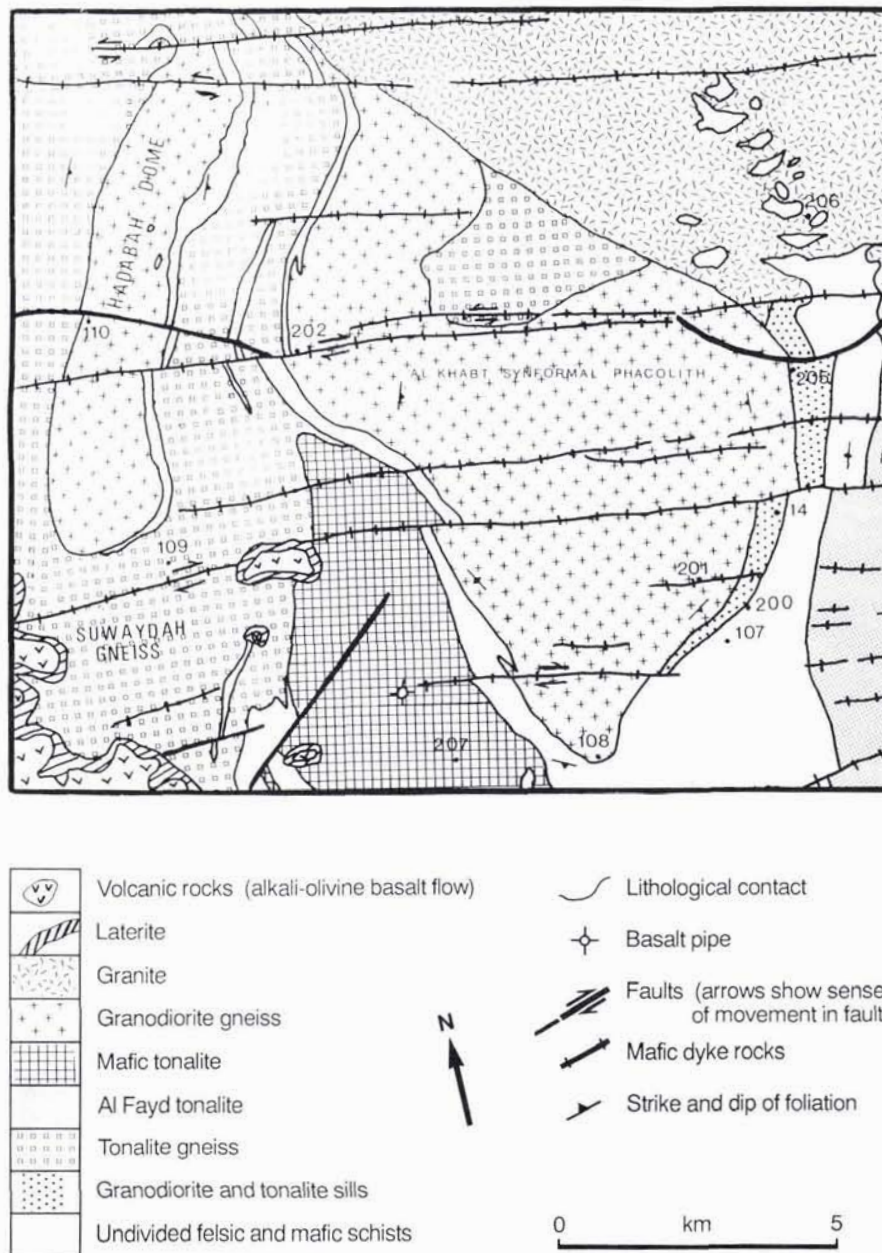 206
HADABAH DOME
110
202
AL KHABT SYNFORMAL PHACOLITH
205
14
109
201
200
107
SUWAYDAH
GNEISS
108
207
Volcanic rocks (alkali-olivine basalt flow)
Laterite
Granite
Granodiorite gneiss
Mafic tonalite
Al Fayd tonalite
Tonalite gneiss
Granodiorite and tonalite sills
Undivided felsic and mafic schists
N
Lithological contact
Basalt pipe
Faults (arrows show sense
of movement in fault
Mafic dyke rocks
Strike and dip of foliation
0 km 5